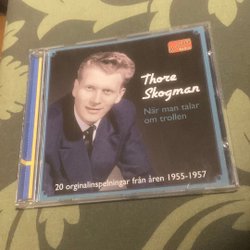 Thore
Skogman
När man talar
om trollen
20 orginalinspelningar från åren 1955-1957